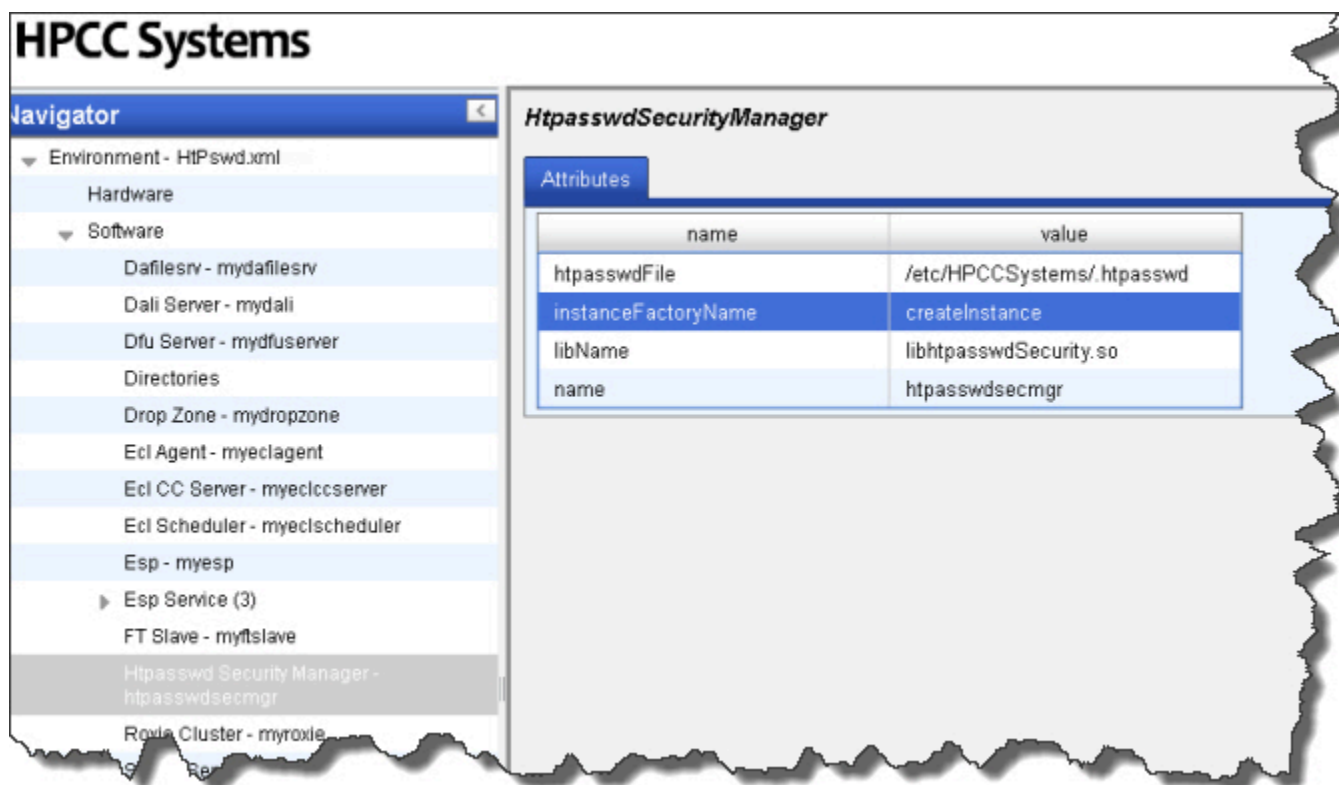 HPCC Systems
Navigator
Environment - HtPswd.xml
Hardware
Software
Dafilesrv - mydafilesrv
Dali Server - mydali
Dfu Server - mydfuserver
Directories
Drop Zone - mydropzone
Ecl Agent - myeclagent
Ecl CC Server - myeclccserver
Ecl Scheduler - myeclscheduler
Esp - myesp
Esp Service (3)
FT Slave - myftslave
Htpasswd Security Manager -
htpasswdsecmgr
Roxie Cluster - myroxie
HtpasswdSecurityManager
Attributes
name value
htpasswdFile /etc/HPCCSystems/.htpasswd
instanceFactoryName createInstance
libName libhtpasswdSecurity.so
name htpasswdsecmgr